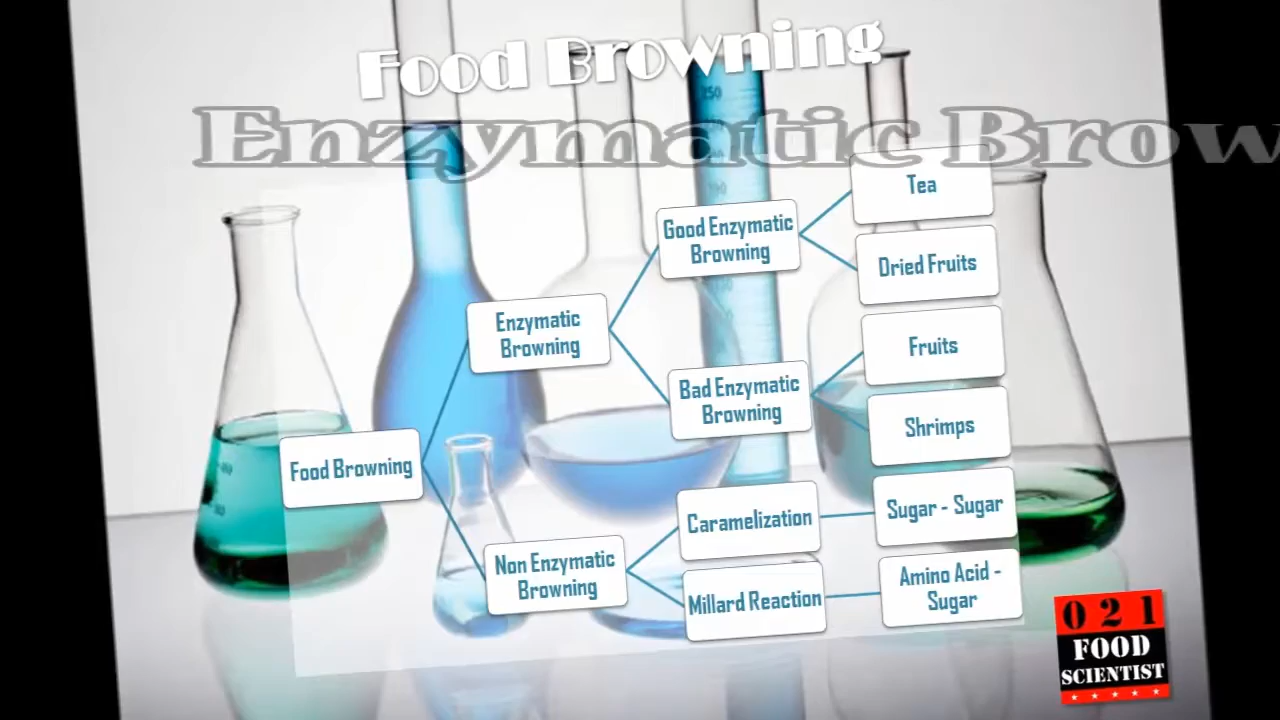 Food Browning
Enzymatic Brow
Tea
Good Enzymatic
Browning
Dried Fruits
Enzymatic
Browning
Fruits
Bad Enzymatic
Browning
Shrimps
Food Browning
Caramelization
Sugar - Sugar
Non Enzymatic
Browning
Millard Reaction
Amino Acid -
Sugar
0 2 1
FOOD
SCIENTIST